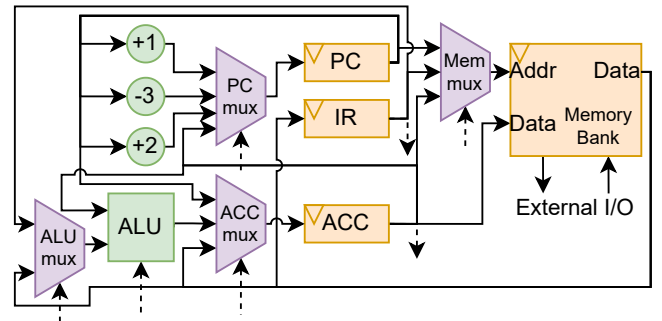 +1
-3
+2
PC
mux
PC
IR
Mem
mux
Addr
Data
Data
Memory
Bank
External I/O
ALU
mux
ALU
ACC
mux
ACC